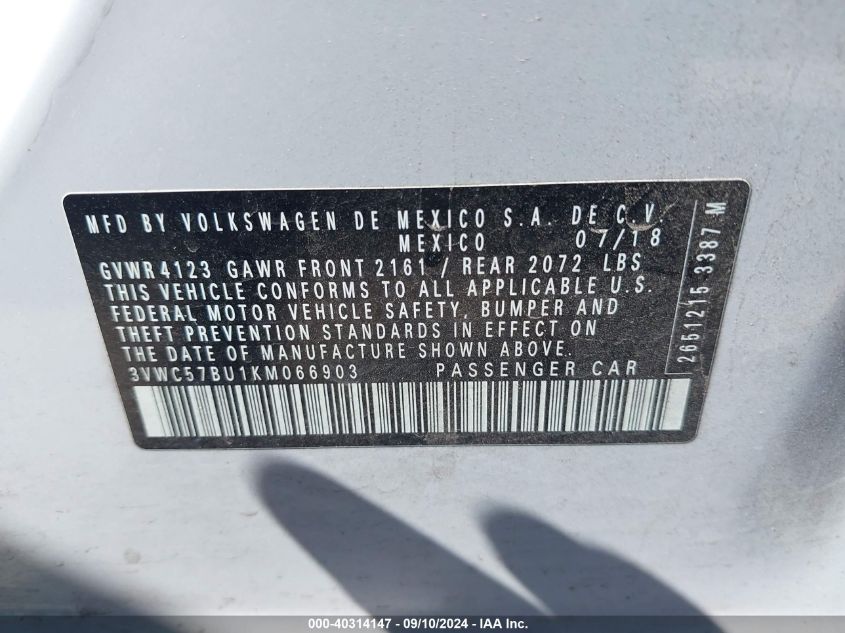 MFD BY VOLKSWAGEN DE MEXICO S.A. DE C.V.
MEXICO 07/18
GVWR 4123 GAWR FRONT 2161 / REAR 2072 LBS
THIS VEHICLE CONFORMS TO ALL APPLICABLE U.S.
FEDERAL MOTOR VEHICLE SAFETY, BUMPER AND
THEFT PREVENTION STANDARDS IN EFFECT ON
THE DATE OF MANUFACTURE SHOWN ABOVE.
3VWC57BU1KM066903 PASSENGER CAR
2651215 3387 M
000-40314147 - 09/10/2024 - IAA Inc.